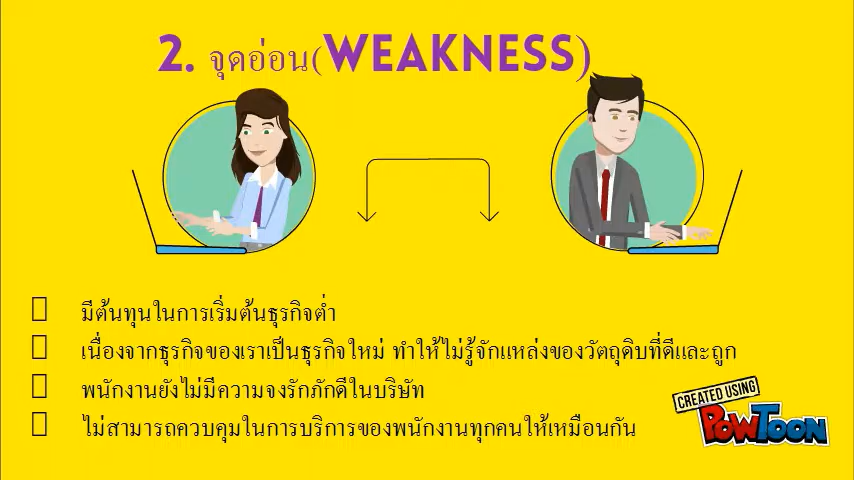 2. จุดอ่อน(WEAKNESS)
มีต้นทุนในการเริ่มต้นธุรกิจต่ำ
เนื่องจากธุรกิจของเราเป็นธุรกิจใหม่ ทำให้ไม่รู้จักแหล่งของวัตถุดิบที่ดีและถูก
พนักงานยังไม่มีความจงรักภักดีในบริษัท
ไม่สามารถควบคุมในการบริการของพนักงานทุกคนให้เหมือนกัน
CREATED USING
POWTOON